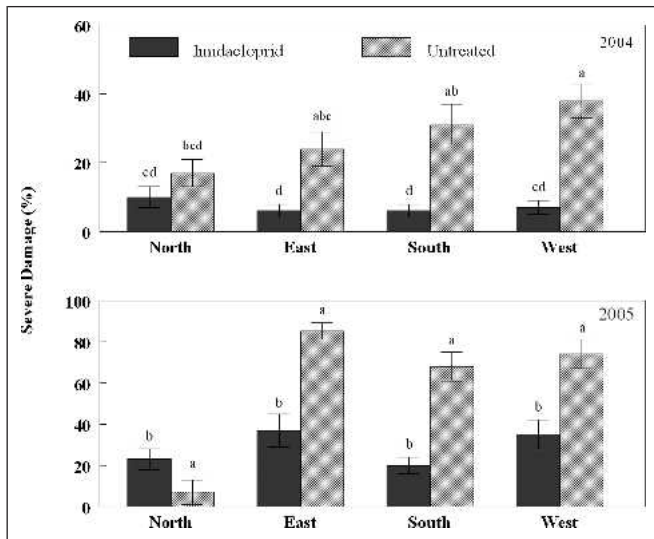 60
Imidacloprid Untreated 2004
a
ab
40
abc
bcd
20
cd d d cd
0
North East South West
Severe Damage (%)
100
2005
a
a
a
80
60
40
b b
b a b
20
0
North East South West